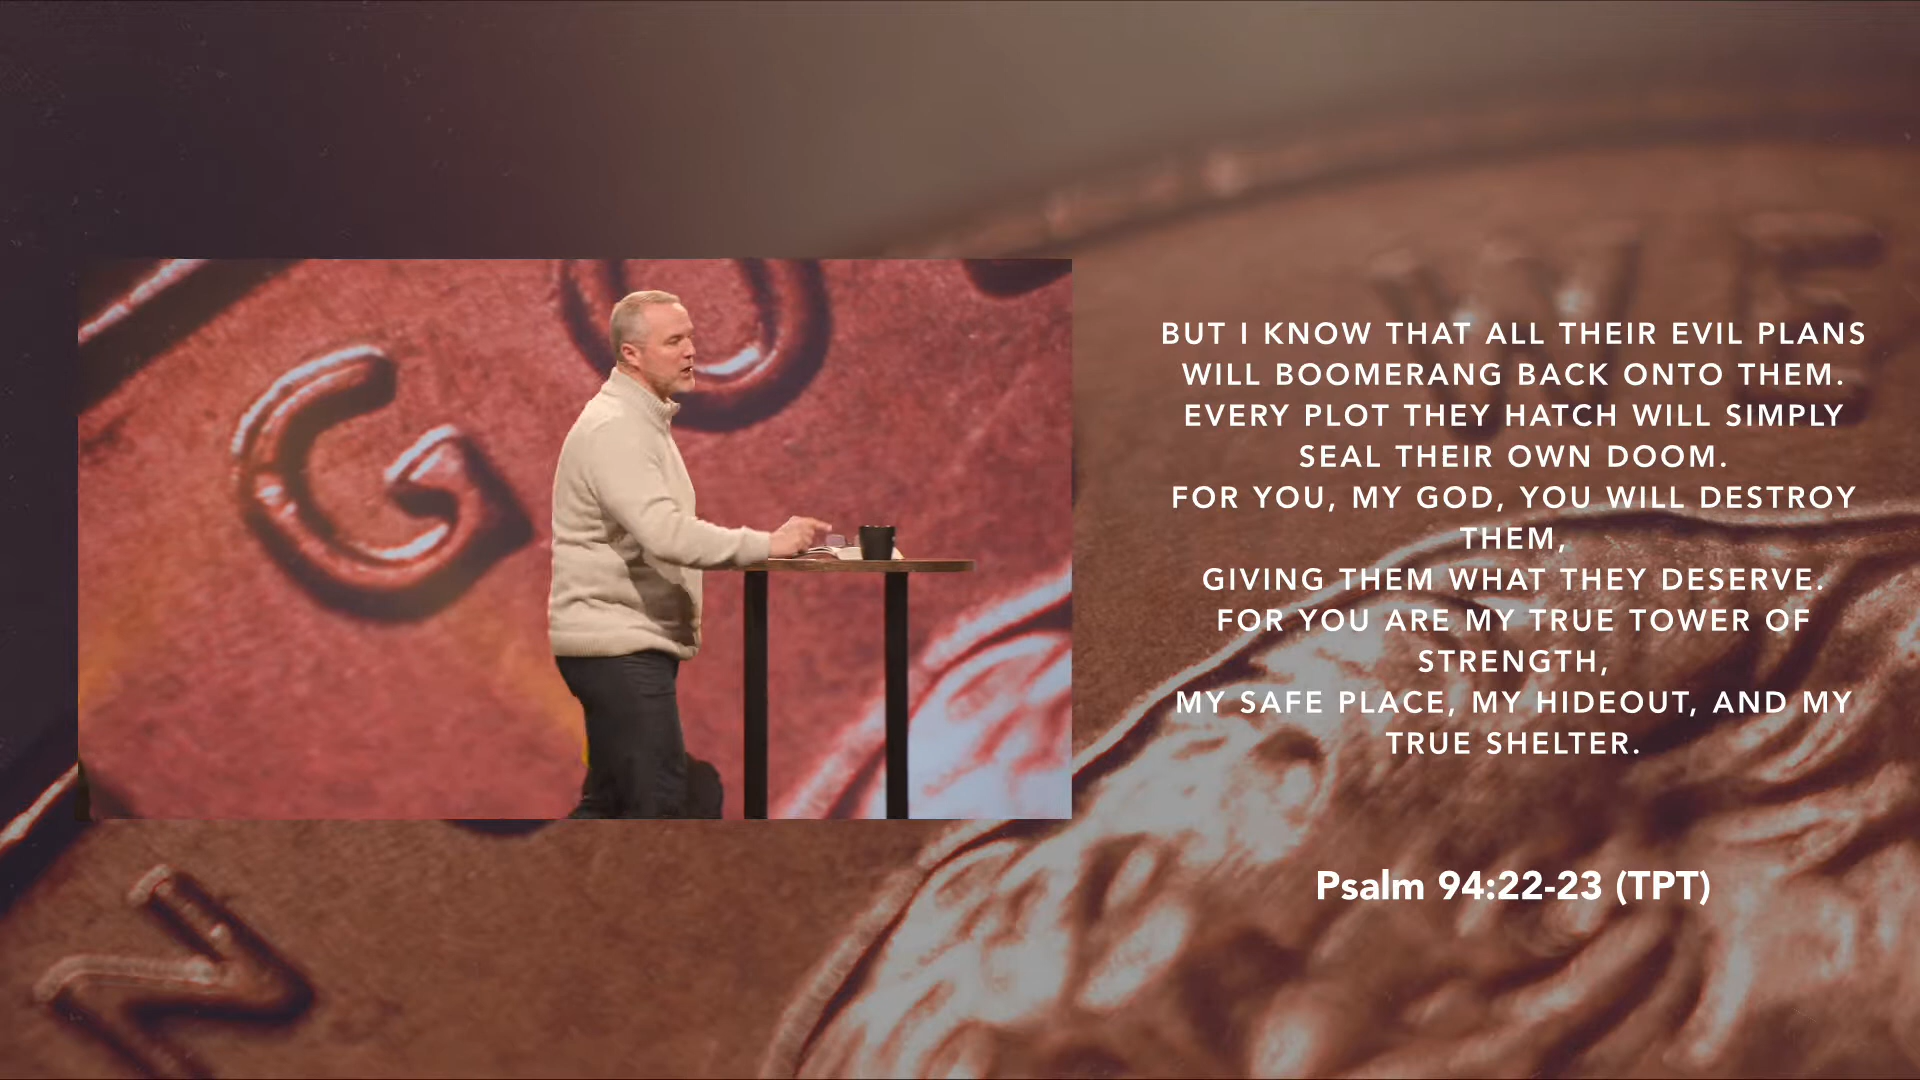 G O
WE
N
BUT I KNOW THAT ALL THEIR EVIL PLANS
WILL BOOMERANG BACK ONTO THEM.
EVERY PLOT THEY HATCH WILL SIMPLY
SEAL THEIR OWN DOOM.
FOR YOU, MY GOD, YOU WILL DESTROY
THEM,
GIVING THEM WHAT THEY DESERVE.
FOR YOU ARE MY TRUE TOWER OF
STRENGTH,
MY SAFE PLACE, MY HIDEOUT, AND MY
TRUE SHELTER.
Psalm 94:22-23 (TPT)